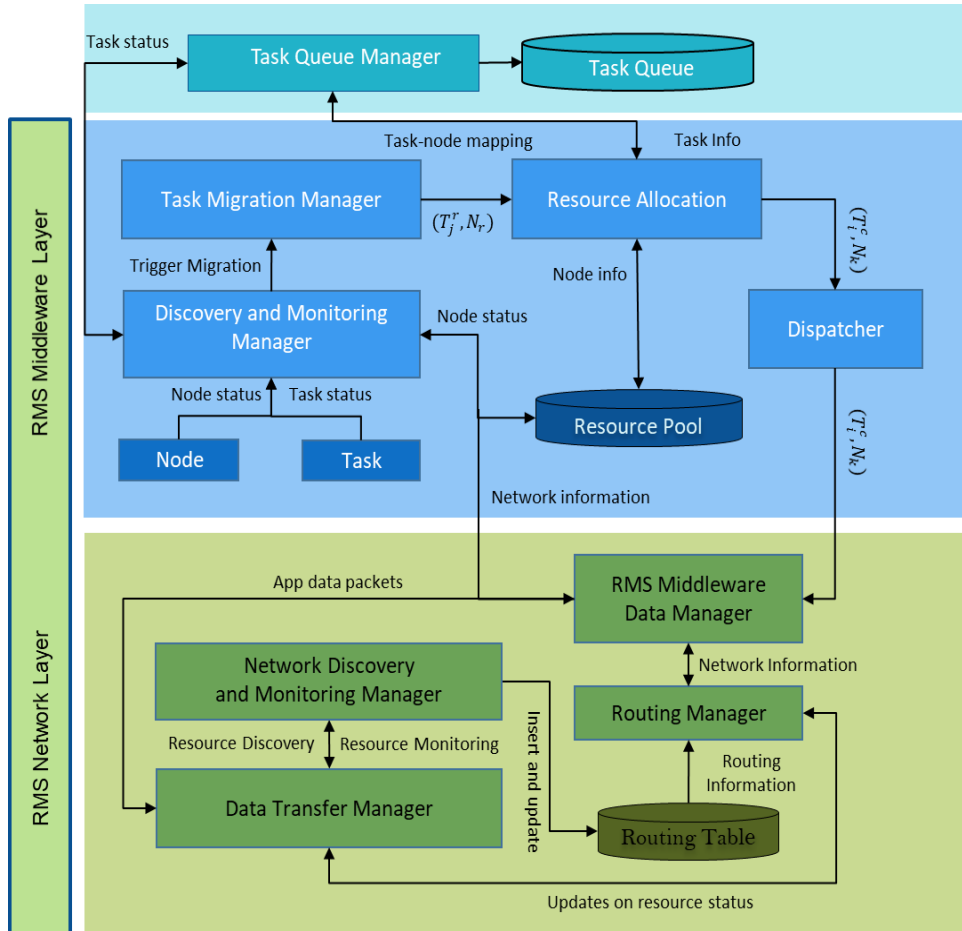 Task status
Task Queue Manager
Task Queue
Task-node mapping
Task Info
Task Migration Manager
(T_j^r, N_r)
Resource Allocation
(T_i^c, N_k)
Trigger Migration
Node info
Discovery and Monitoring
Manager
Node status
Dispatcher
Node status
Task status
Resource Pool
(T_i^c, N_k)
Node
Task
RMS Middleware Layer
Network information
App data packets
RMS Middleware
Data Manager
Network Discovery
and Monitoring Manager
Network Information
Routing Manager
Insert and update
Resource Discovery
Resource Monitoring
Routing
Information
Data Transfer Manager
Routing Table
Updates on resource status
RMS Network Layer